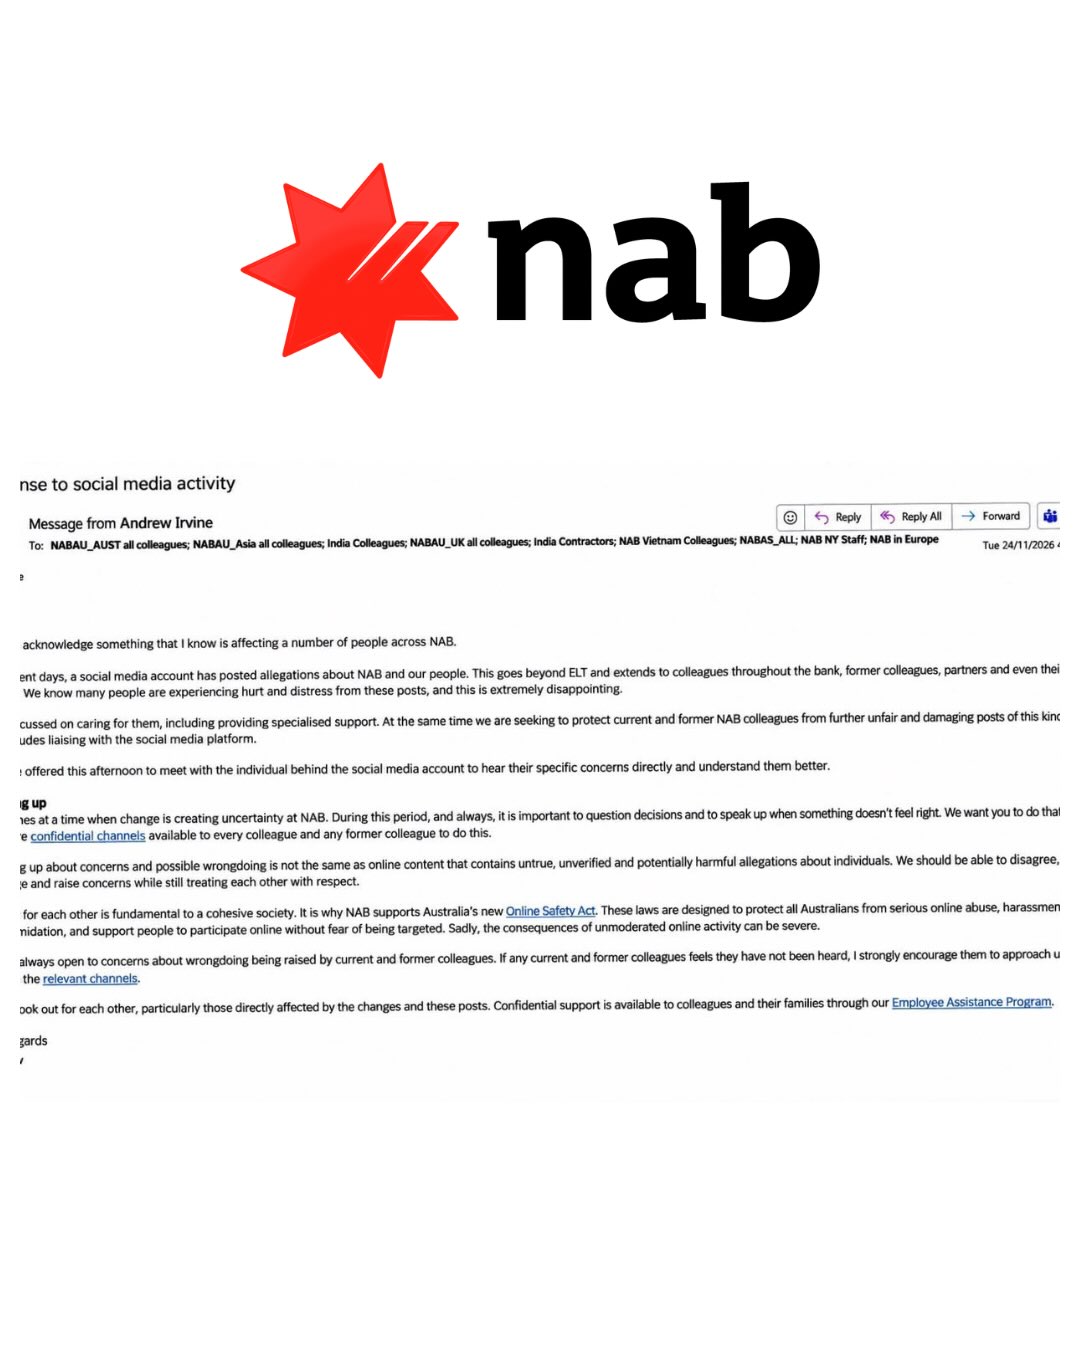 nab
nse to social media activity
Message from Andrew Irvine
Reply
Reply All
Forward
To: NABAU_AUST all colleagues; NABAU_Asia all colleagues; India Colleagues; NABAU_UK all colleagues; India Contractors; NAB Vietnam Colleagues; NABAS_ALL; NAB NY Staff; NAB in Europe
Tue 24/11/2026
acknowledge something that I know is affecting a number of people across NAB.
ent days, a social media account has posted allegations about NAB and our people. This goes beyond ELT and extends to colleagues throughout the bank, former colleagues, partners and even thei
We know many people are experiencing hurt and distress from these posts, and this is extremely disappointing.
cussed on caring for them, including providing specialised support. At the same time we are seeking to protect current and former NAB colleagues from further unfair and damaging posts of this kind
udes liaising with the social media platform.
offered this afternoon to meet with the individual behind the social media account to hear their specific concerns directly and understand them better.
g up
nes at a time when change is creating uncertainty at NAB. During this period, and always, it is important to question decisions and to speak up when something doesn't feel right. We want you to do that
e confidential channels available to every colleague and any former colleague to do this.
g up about concerns and possible wrongdoing is not the same as online content that contains untrue, unverified and potentially harmful allegations about individuals. We should be able to disagree,
e and raise concerns while still treating each other with respect.
for each other is fundamental to a cohesive society. It is why NAB supports Australia's new Online Safety Act. These laws are designed to protect all Australians from serious online abuse, harassmen
nidation, and support people to participate online without fear of being targeted. Sadly, the consequences of unmoderated online activity can be severe.
always open to concerns about wrongdoing being raised by current and former colleagues. If any current and former colleagues feels they have not been heard, I strongly encourage them to approach u
the relevant channels.
ook out for each other, particularly those directly affected by the changes and these posts. Confidential support is available to colleagues and their families through our Employee Assistance Program.
gards